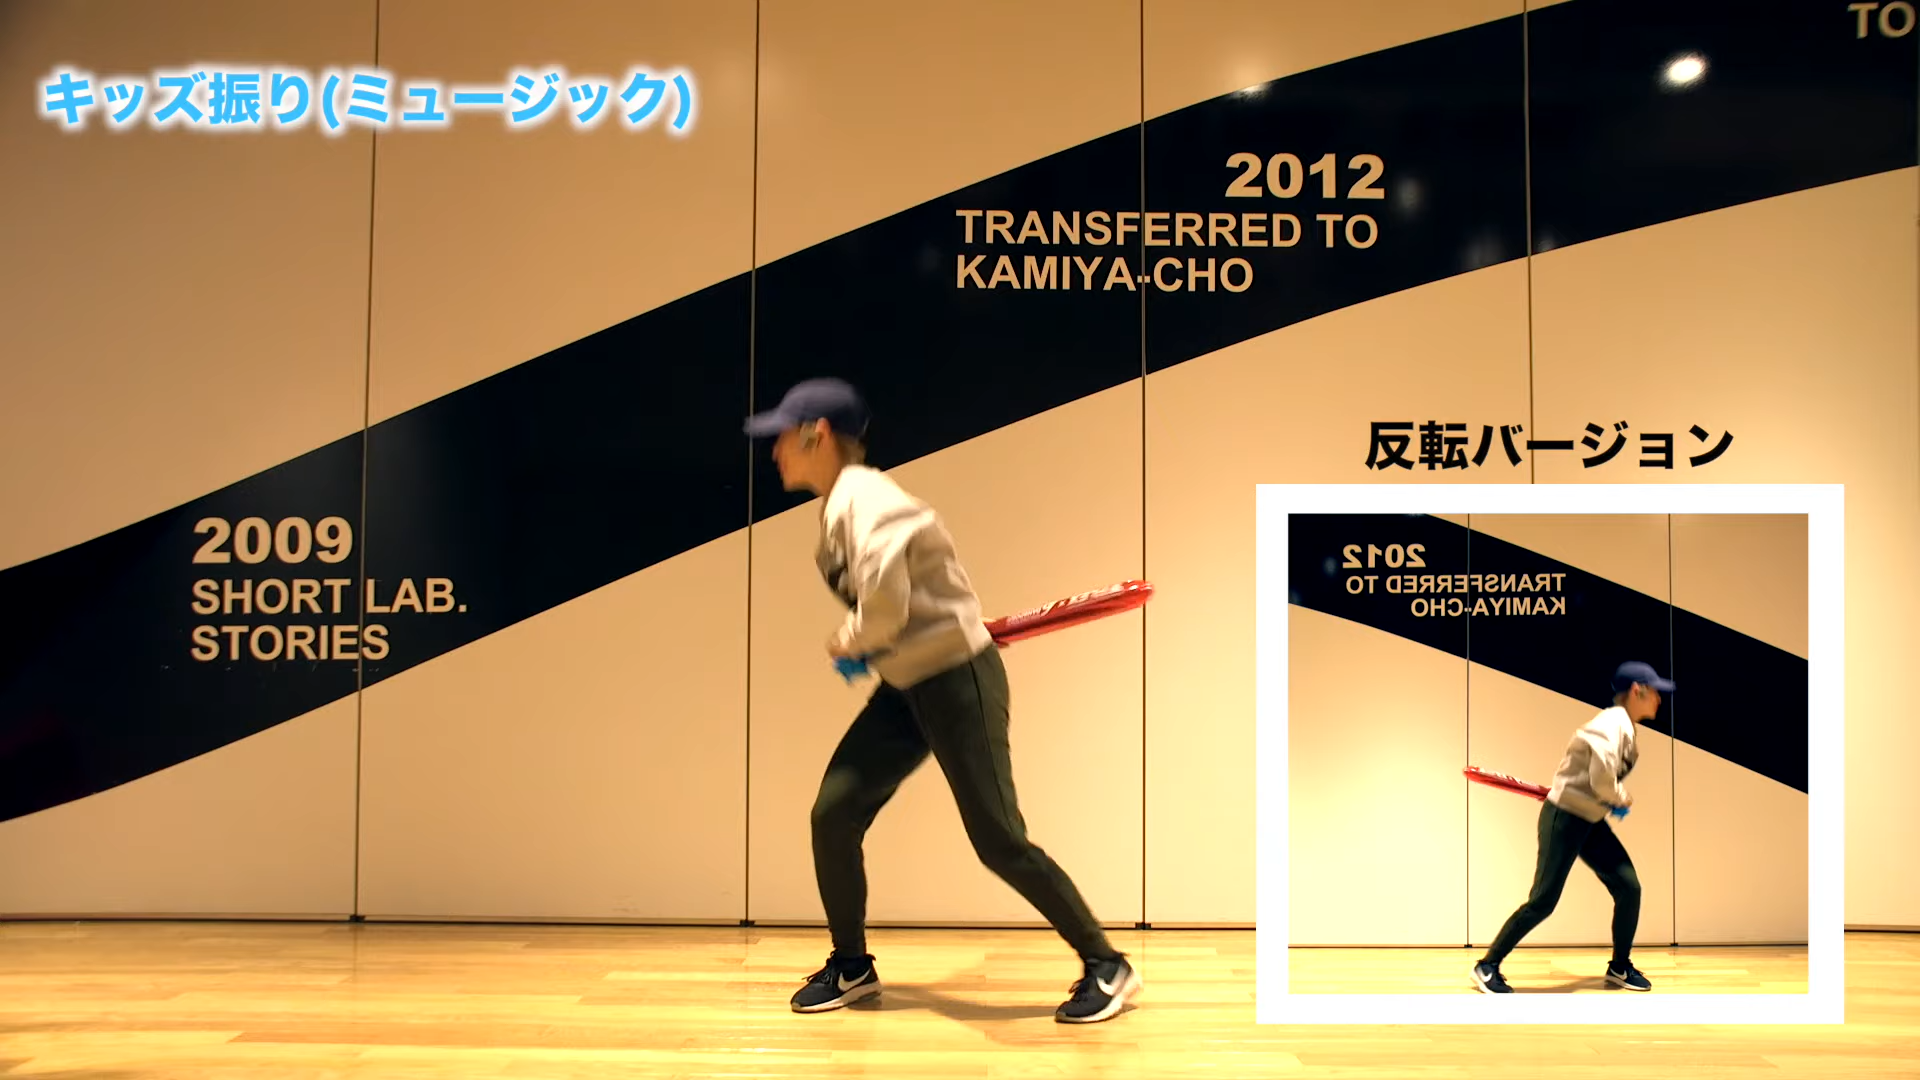 キッズ振り(ミュージック)
TO
2012
TRANSFERRED TO
KAMIYA-CHO
2009
SHORT LAB.
STORIES
反転バージョン
2012
TRANSFERRED TO
KAMIYA-CHO